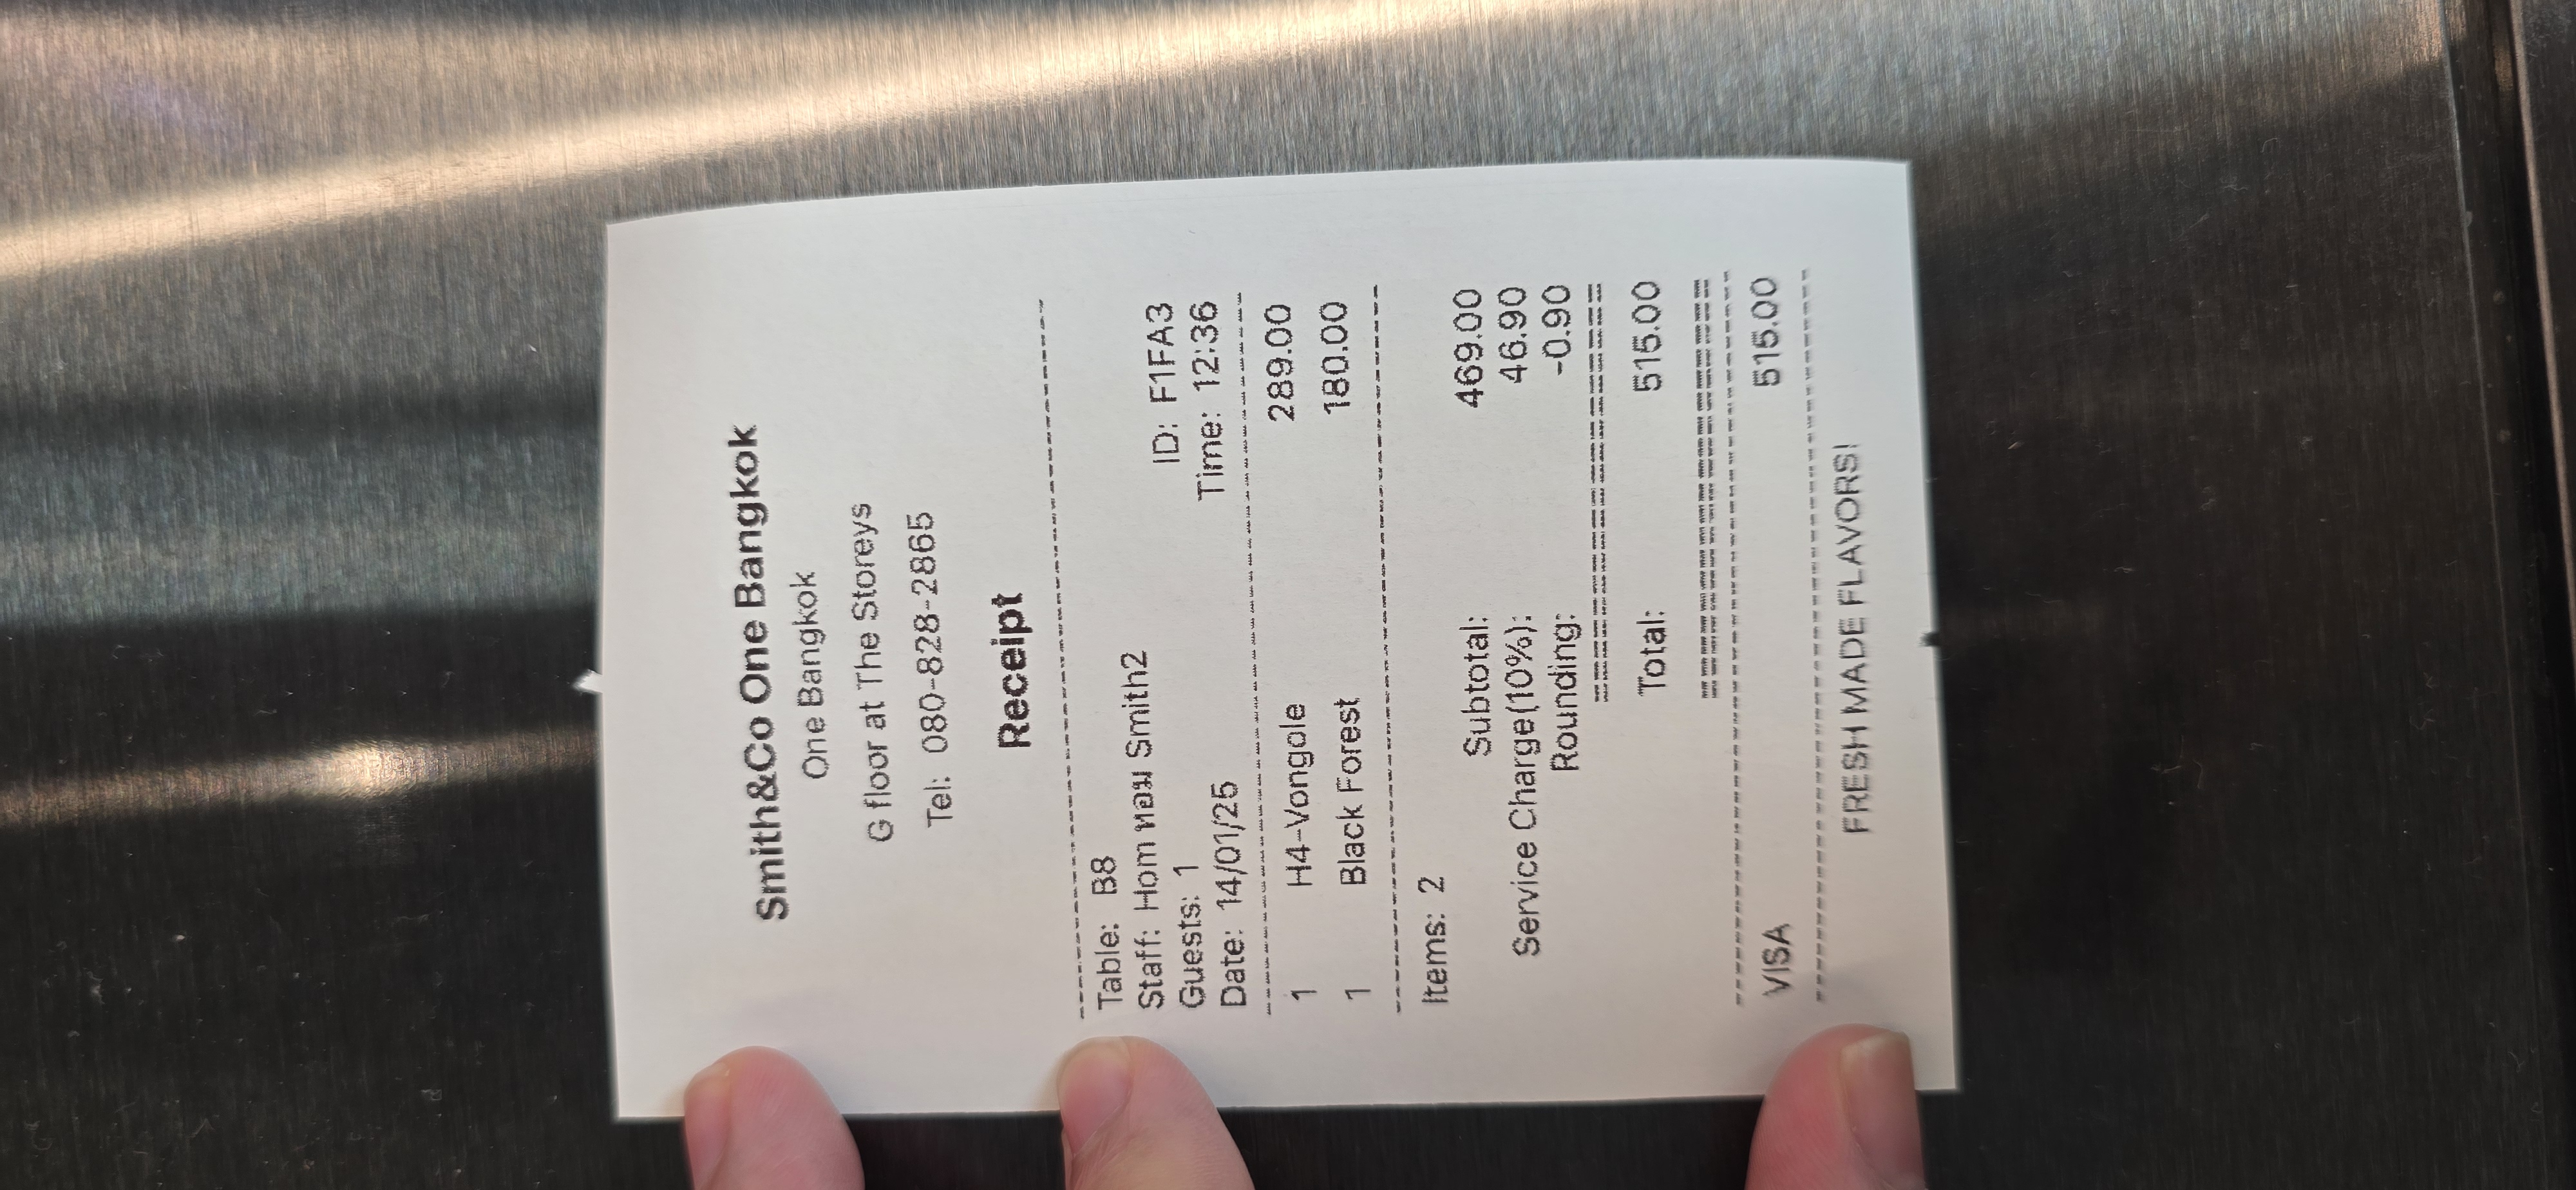 Smith&Co One Bangkok
One Bangkok
G floor at The Storeys
Tel: 080-828-2865
Receipt
Table: B8
Staff: Hom หอม Smith2
Guests: 1 ID: F1FA3
Date: 14/01/25 Time: 12:36
1 H4-Vongole 289.00
1 Black Forest 180.00
Items: 2
Subtotal: 469.00
Service Charge(10%): 46.90
Rounding: -0.90
Total: 515.00
VISA 515.00
FRESH MADE FLAVORS!